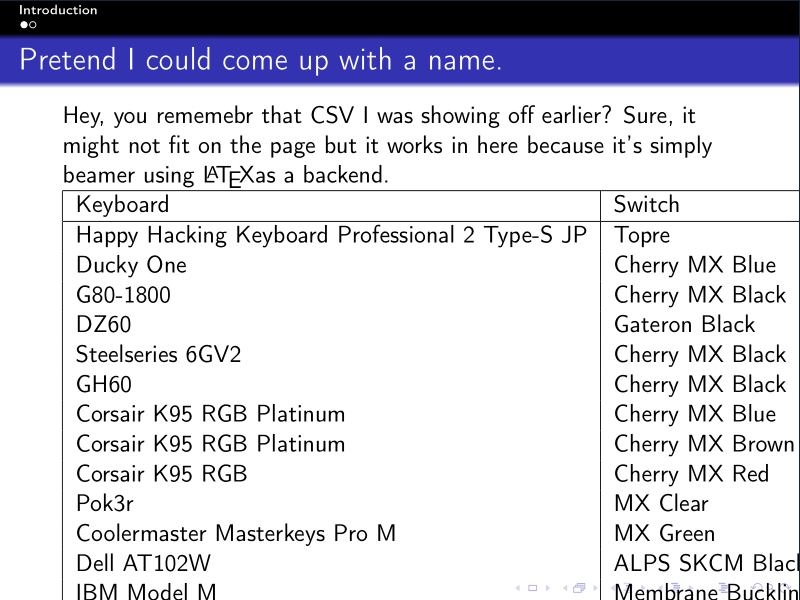 Introduction
Pretend I could come up with a name.
Hey, you rememebr that CSV I was showing off earlier? Sure, it
might not fit on the page but it works in here because it's simply
beamer using LATEXas a backend.
Keyboard Switch
Happy Hacking Keyboard Professional 2 Type-S JP Topre
Ducky One Cherry MX Blue
G80-1800 Cherry MX Black
DZ60 Gateron Black
Steelseries 6GV2 Cherry MX Black
GH60 Cherry MX Black
Corsair K95 RGB Platinum Cherry MX Blue
Corsair K95 RGB Platinum Cherry MX Brown
Corsair K95 RGB Cherry MX Red
Pok3r MX Clear
Coolermaster Masterkeys Pro M MX Green
Dell AT102W ALPS SKCM Blac
IBM Model M Membrane Bucklin